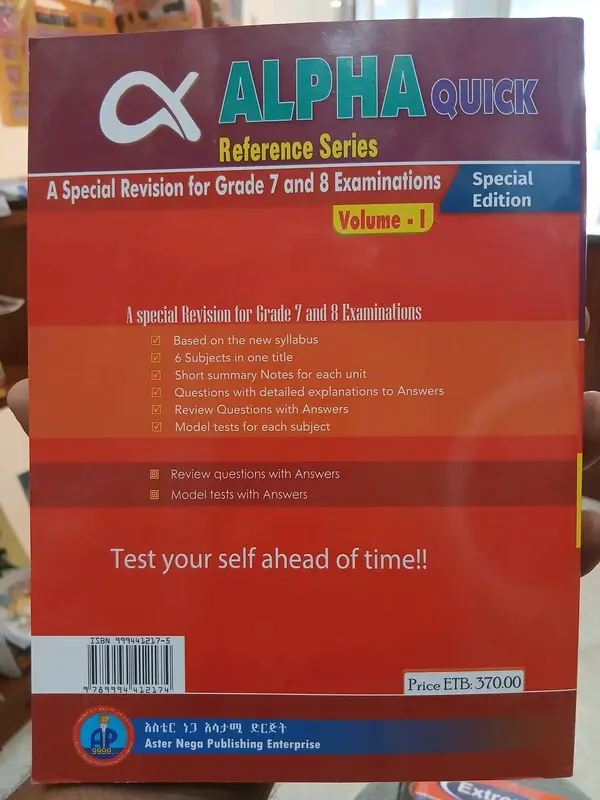 α ALPHA QUICK
Reference Series
A Special Revision for Grade 7 and 8 Examinations
Special
Edition
Volume - I
A special Revision for Grade 7 and 8 Examinations
Based on the new syllabus
6 Subjects in one title
Short summary Notes for each unit
Questions with detailed explanations to Answers
Review Questions with Answers
Model tests for each subject
Review questions with Answers
Model tests with Answers
Test your self ahead of time!!
ISBN 999441217-5
9 789994 412174
Price ETB: 370.00
AP
9999
አስቴር ነጋ አሳታሚ ድርጅት
Aster Nega Publishing Enterprise
Extre